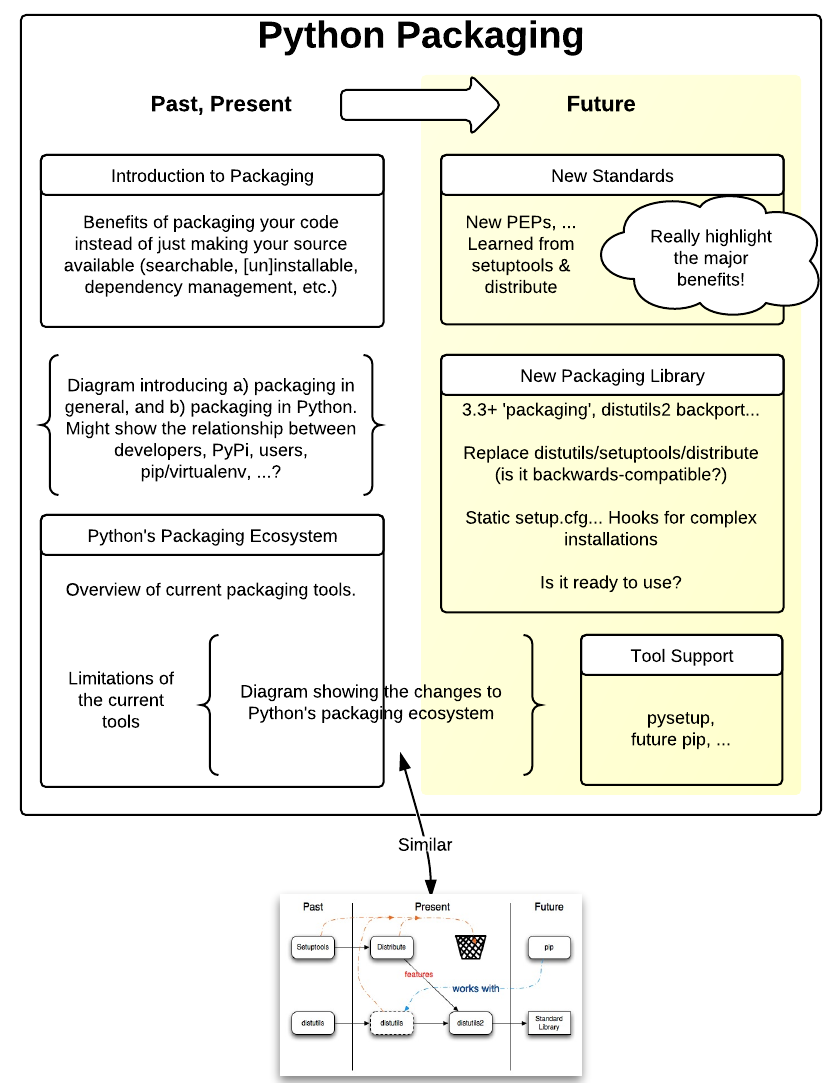 Python Packaging
Past, Present
Future
Introduction to Packaging
Benefits of packaging your code
instead of just making your source
available (searchable, [un]installable,
dependency management, etc.)
Diagram introducing a) packaging in
general, and b) packaging in Python.
Might show the relationship between
developers, PyPi, users,
pip/virtualenv, ...?
Python's Packaging Ecosystem
Overview of current packaging tools.
Limitations of
the current
tools
Diagram showing the changes to
Python's packaging ecosystem
New Standards
New PEPs, ...
Learned from
setuptools &
distribute
Really highlight
the major
benefits!
New Packaging Library
3.3+ 'packaging', distutils2 backport...
Replace distutils/setuptools/distribute
(is it backwards-compatible?)
Static setup.cfg... Hooks for complex
installations
Is it ready to use?
Tool Support
pysetup,
future pip, ...
Similar
Past
Present
Future
Setuptools
Distribute
pip
features
works with
distutils
distutils
distutils2
Standard
Library